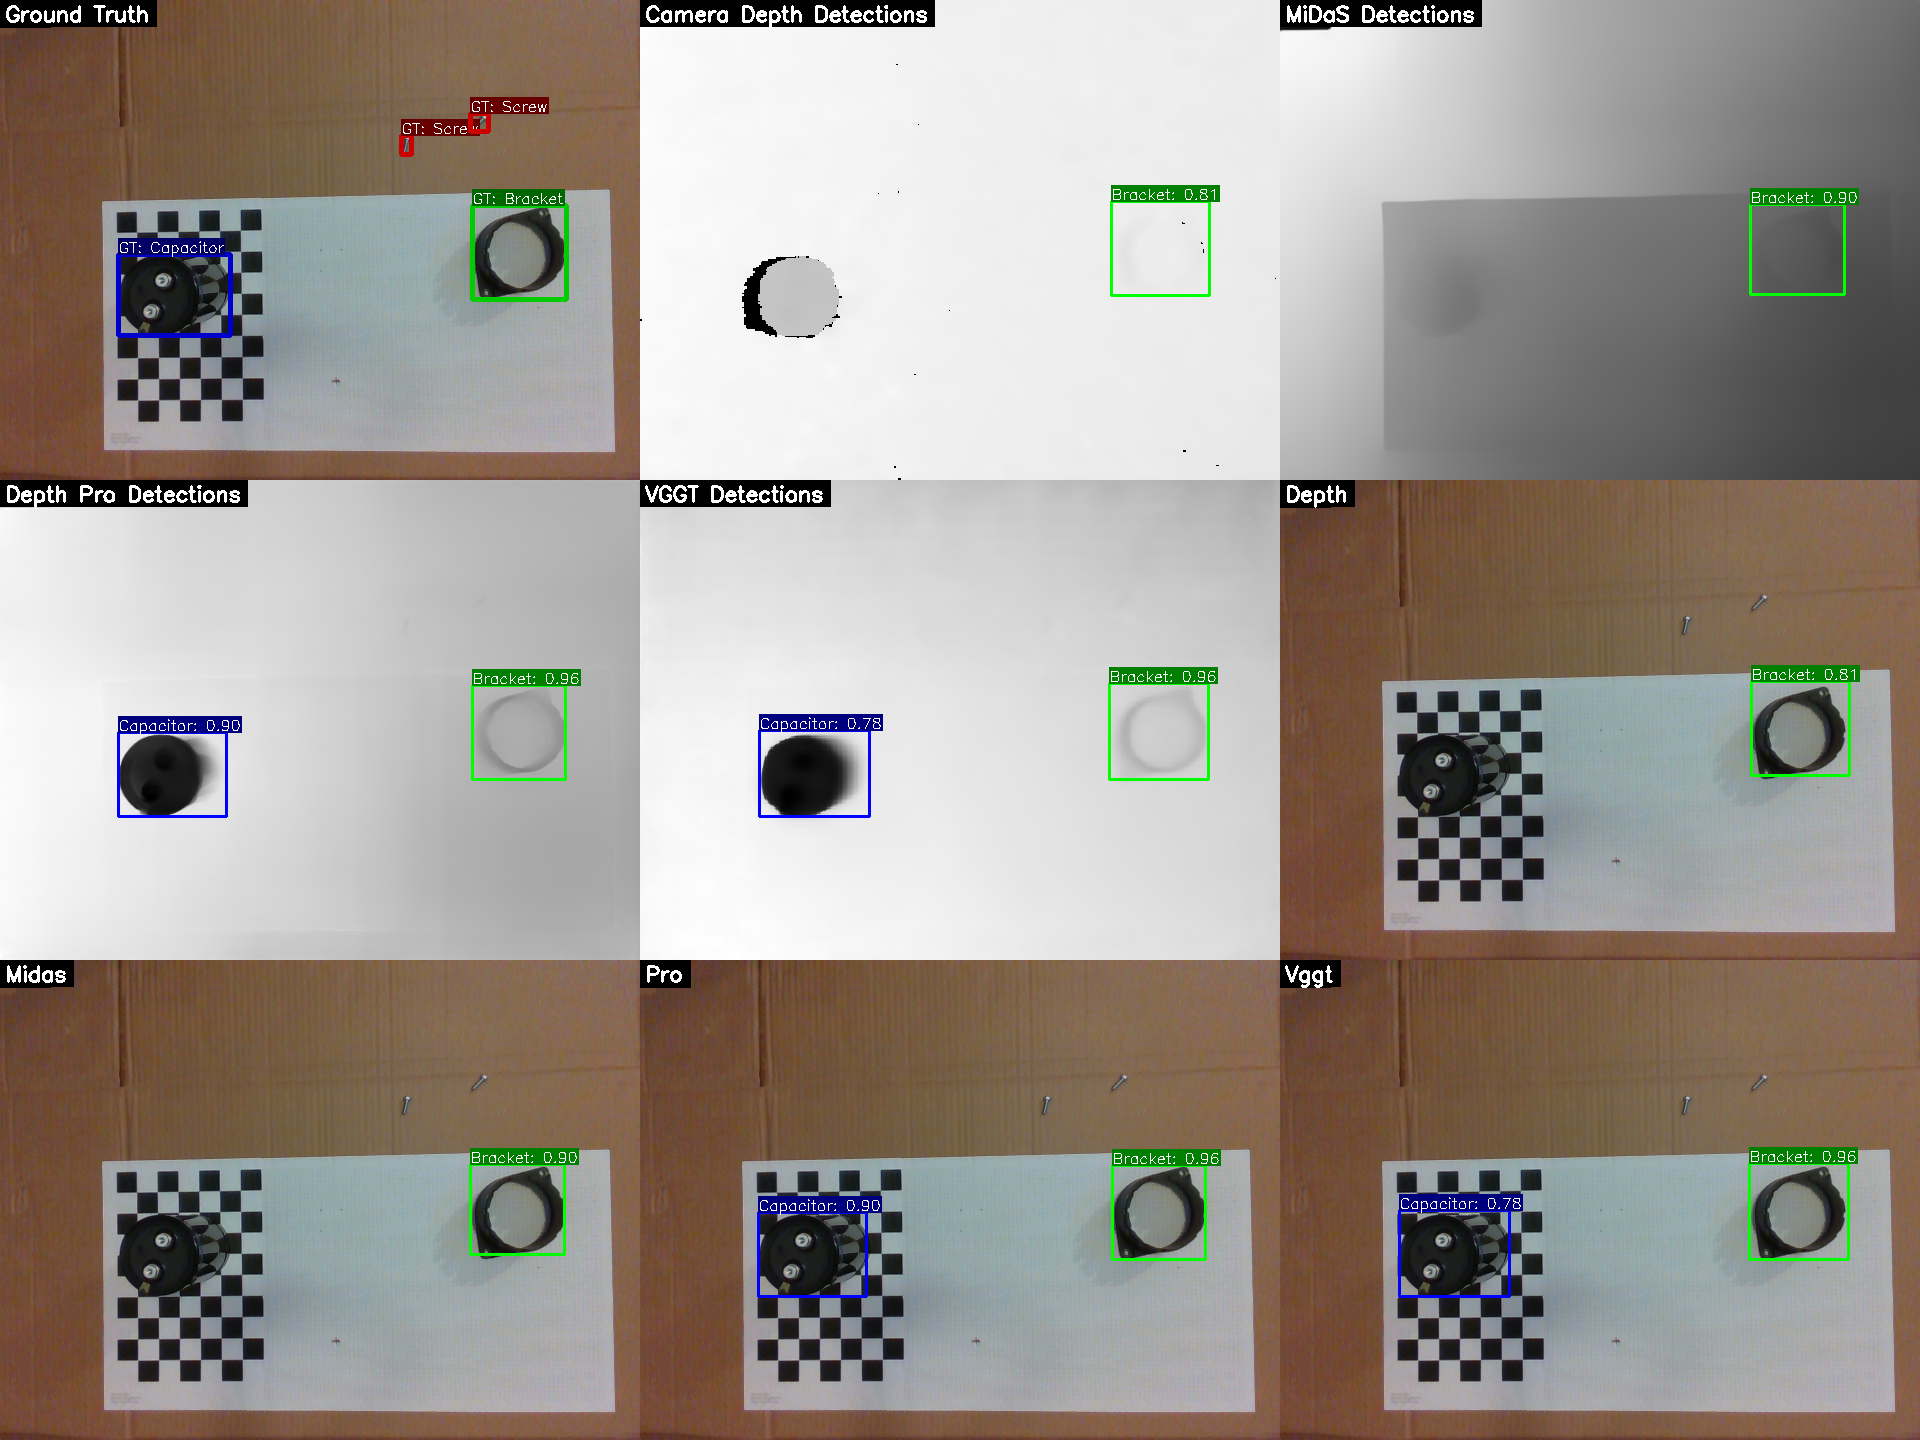 Ground Truth
Camera Depth Detections
MiDaS Detections
GT: Screw
GT: Screw
GT: Bracket
GT: Capacitor
Bracket: 0.81
Bracket: 0.90
Depth Pro Detections
VGGT Detections
Depth
Bracket: 0.96
Capacitor: 0.90
Bracket: 0.96
Capacitor: 0.78
Bracket: 0.81
Midas
Pro
Vggt
Bracket: 0.90
Bracket: 0.96
Capacitor: 0.90
Bracket: 0.96
Capacitor: 0.78